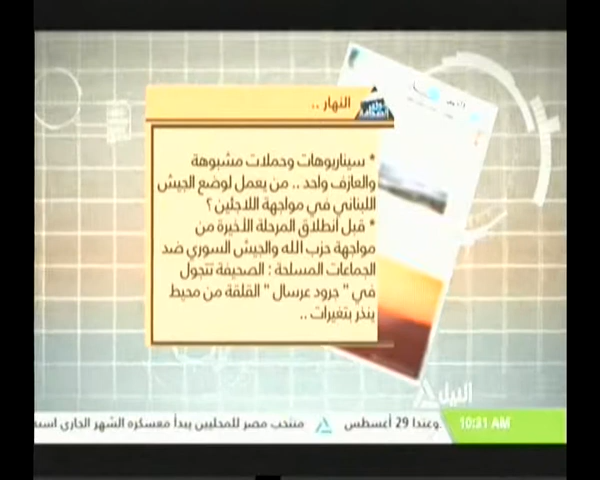 النهار ..
* سيناريوهات وحملات مشبوهة
والعازف واحد .. من يعمل لوضع الجيش
اللبناني في مواجهة اللاجئين ؟
* قبل انطلاق المرحلة الأخيرة من
مواجهة حزب الله والجيش السوري ضد
الجماعات المسلحة : الصحيفة تتجول
في " جرود عرسال " القلقة من محيط
ينذر بتغيرات ..
النيل
وعندا 29 أغسطس
منتخب مصر للمحليين يبدأ معسكره الشهر الجاري
10:31 AM